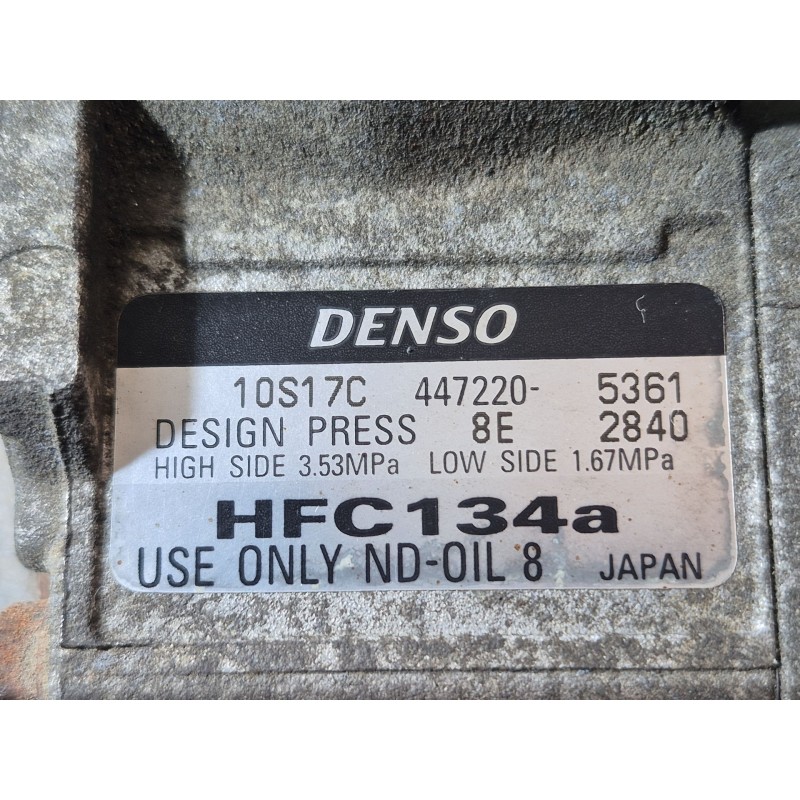 DENSO
10S17C 447220- 5361
DESIGN PRESS 8E 2840
HIGH SIDE 3.53MPa LOW SIDE 1.67MPa
HFC134a
USE ONLY ND-OIL 8 JAPAN